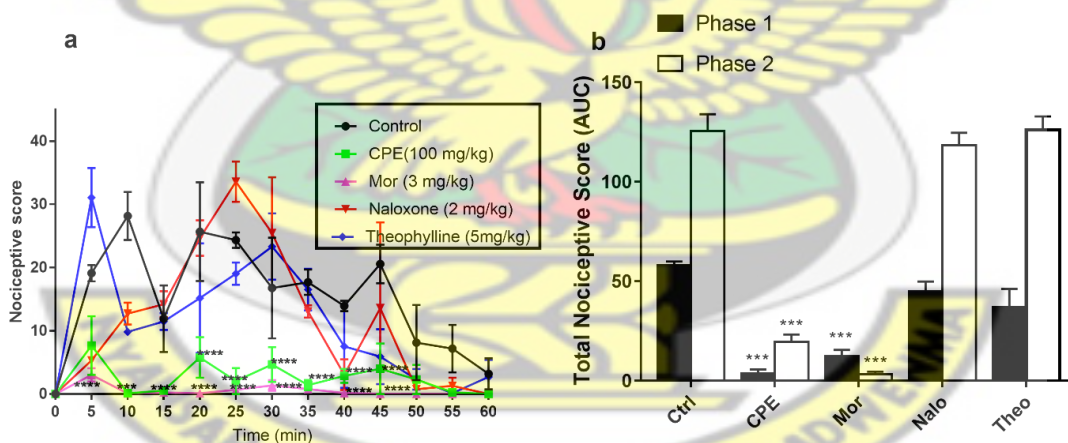 a
Nociceptive score
40
30
20
10
0
Control
CPE(100 mg/kg)
Mor (3 mg/kg)
Naloxone (2 mg/kg)
Theophylline (5mg/kg)
**** *** **** **** **** **** **** **** ****
**** **** **** **** ****
0 5 10 15 20 25 30 35 40 45 50 55 60
Time (min)
b
Phase 1
Phase 2
Total Nociceptive Score (AUC)
150
100
50
0
*** *** *** ***
Ctrl CPE Mor Nalo Theo